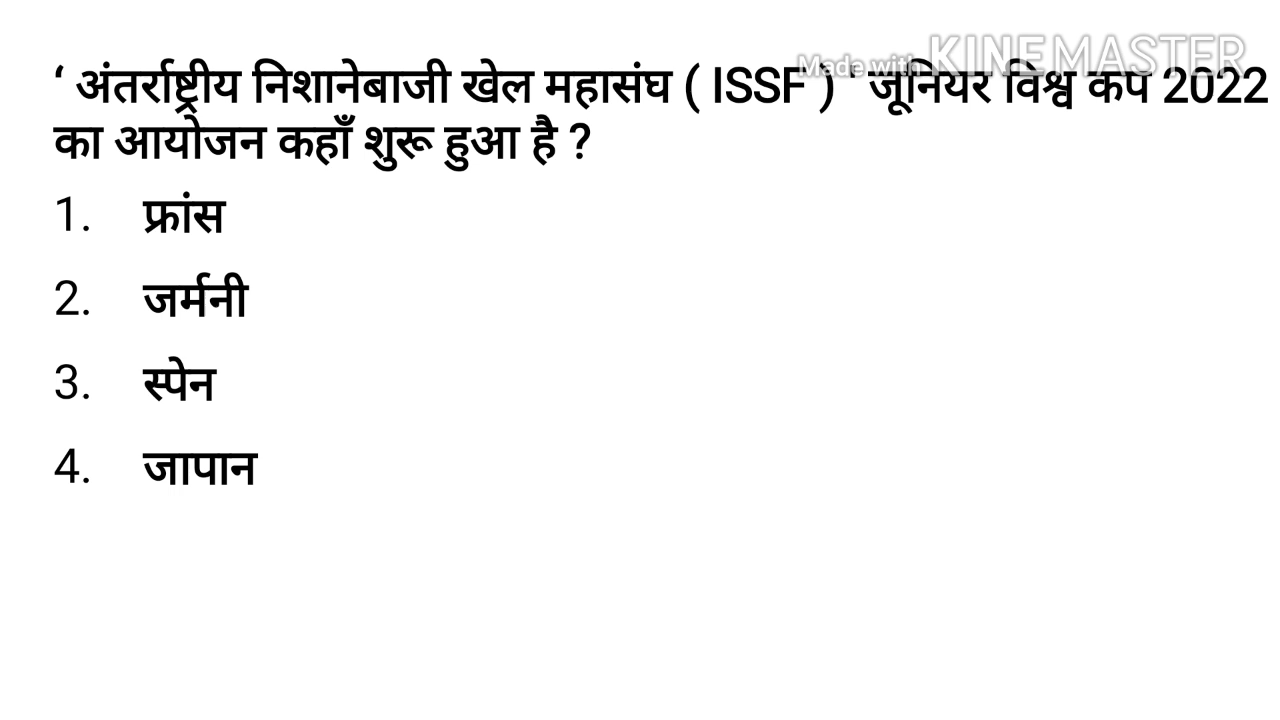 ‘ अंतर्राष्ट्रीय निशानेबाजी खेल महासंघ ( ISSF ) ' जूनियर विश्व कप 2022
Made with KINEMASTER
का आयोजन कहाँ शुरू हुआ है ?
1. फ्रांस
2. जर्मनी
3. स्पेन
4. जापान